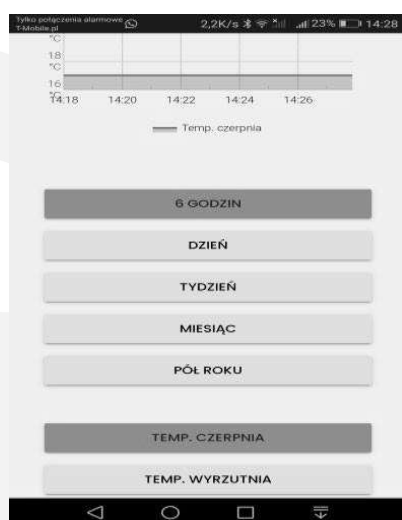 Tylko połączenia alarmowe
T-Mobile.pl
2,2K/s 23% 14:28
°C
18
°C
16
°C
14:18 14:20 14:22 14:24 14:26
Temp. czerpnia
6 GODZIN
DZIEŃ
TYDZIEŃ
MIESIĄC
PÓŁ ROKU
TEMP. CZERPNIA
TEMP. WYRZUTNIA